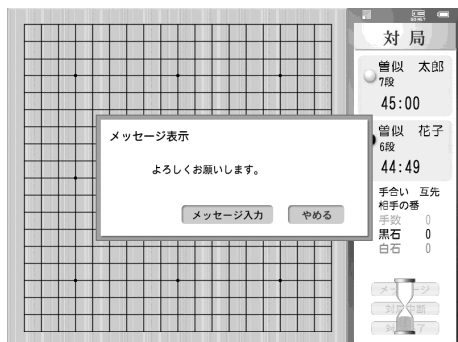 対局
曽似 太郎
7段
45:00
曽似 花子
6段
44:49
手合い 互先
相手の番
手数 0
黒石 0
白石 0
メッセージ表示
よろしくお願いします。
メッセージ入力 やめる